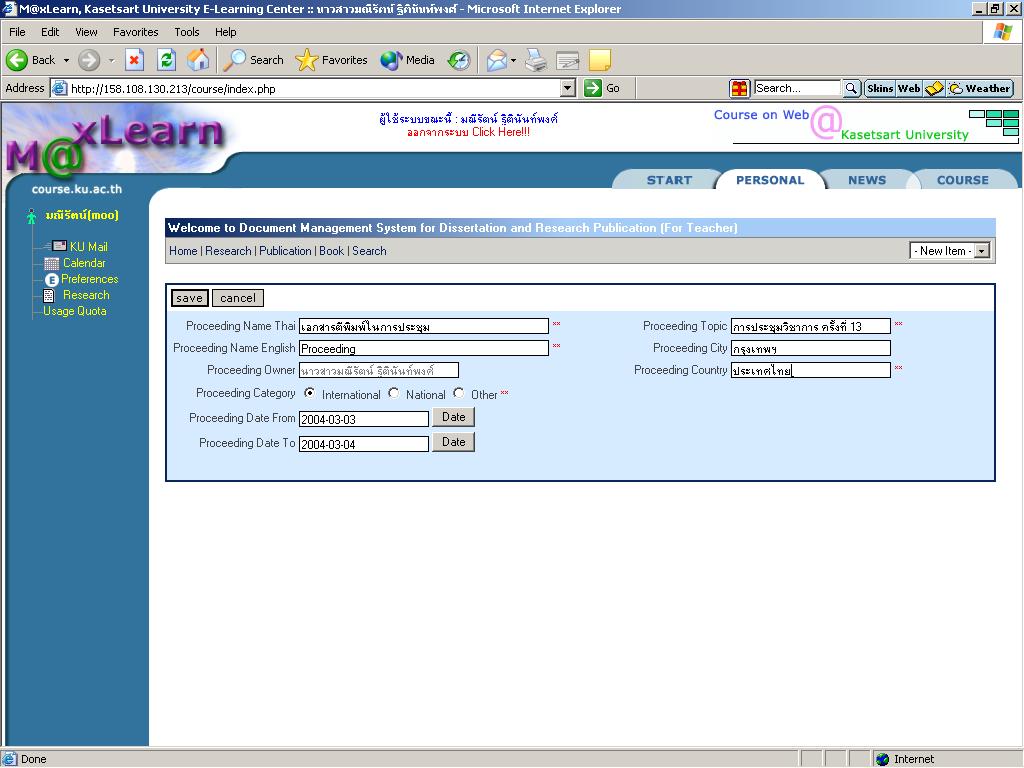 M@xLearn, Kasetsart University E-Learning Center :: นางสาวมณีรัตน์ ฐิตินันท์พงศ์ - Microsoft Internet Explorer
File Edit View Favorites Tools Help
Back Search Favorites Media
Address http://158.108.130.213/course/index.php Go Search... Skins Web Weather
M@xLearn
course.ku.ac.th
ผู้ใช้ระบบขณะนี้ : มณีรัตน์ ฐิตินันท์พงศ์
ออกจากระบบ Click Here!!!
Course on Web @ Kasetsart University
START PERSONAL NEWS COURSE
มณีรัตน์(moo)
KU Mail
Calendar
Preferences
Research
Usage Quota
Welcome to Document Management System for Dissertation and Research Publication (For Teacher)
Home | Research | Publication | Book | Search - New Item -
save cancel
Proceeding Name Thai เอกสารตีพิมพ์ในการประชุม ** Proceeding Topic การประชุมวิชาการ ครั้งที่ 13 **
Proceeding Name English Proceeding ** Proceeding City กรุงเทพฯ
Proceeding Owner นางสาวมณีรัตน์ ฐิตินันท์พงศ์ Proceeding Country ประเทศไทย **
Proceeding Category International National Other **
Proceeding Date From 2004-03-03 Date
Proceeding Date To 2004-03-04 Date
Done Internet